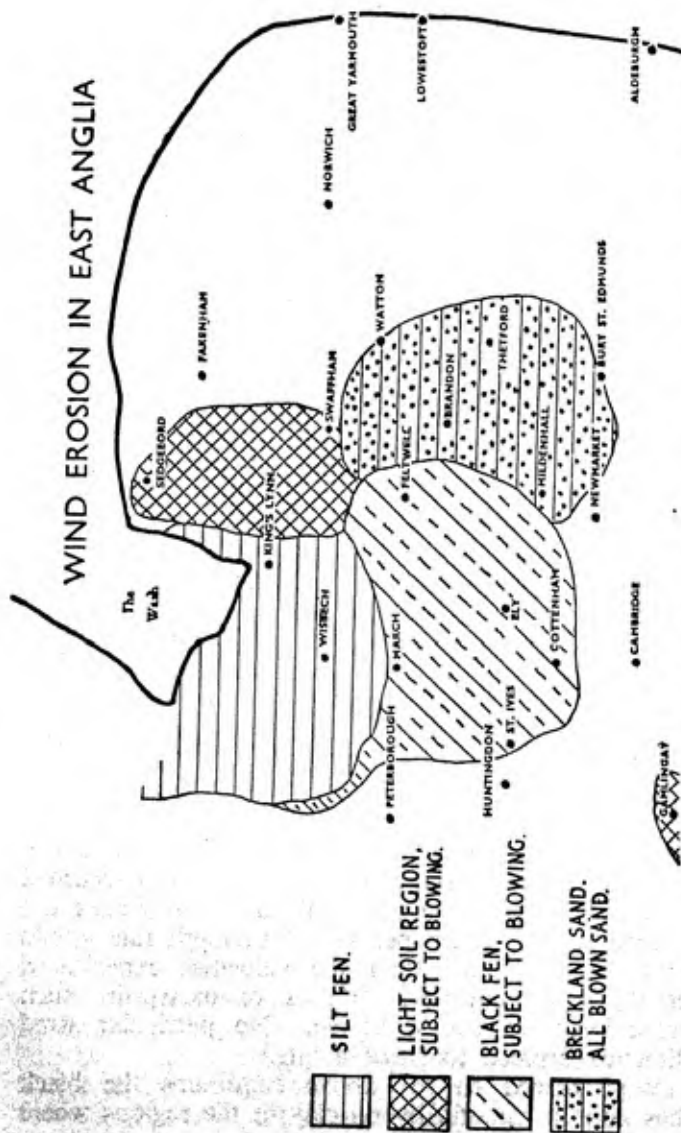 WIND EROSION IN EAST ANGLIA
The
Wash
SEDGEFORD
FAKENHAM
KING'S LYNN
SWAFFHAM
NORWICH
GREAT YARMOUTH
WISBECH
PETERBOROUGH
MARCH
FELTWELL
WATTON
LOWESTOFT
BRANDON
THETFORD
HUNTINGDON
ST. IVES
ELY
COTTENHAM
MILDENHALL
NEWMARKET
BURY ST. EDMUNDS
CAMBRIDGE
ALDEBURGH
GAMLINGAY
SILT FEN.
LIGHT SOIL REGION,
SUBJECT TO BLOWING.
BLACK FEN,
SUBJECT TO BLOWING.
BRECKLAND SAND.
ALL BLOWN SAND.